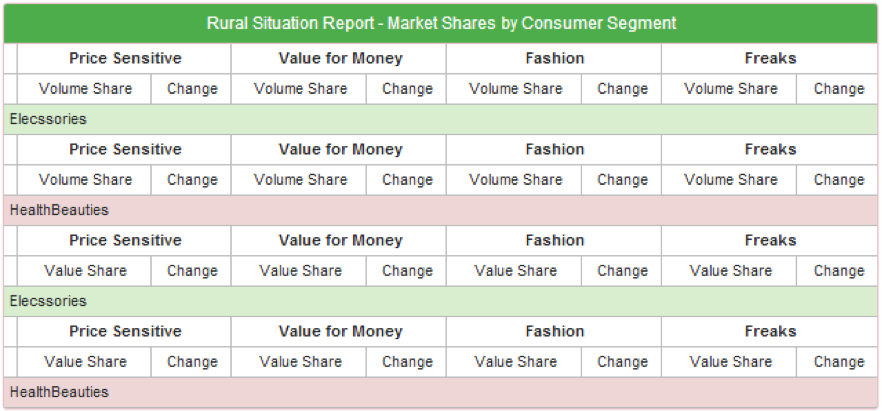 Rural Situation Report - Market Shares by Consumer Segment
Price Sensitive Value for Money Fashion Freaks
Volume Share Change Volume Share Change Volume Share Change Volume Share Change
Elecssories
Price Sensitive Value for Money Fashion Freaks
Volume Share Change Volume Share Change Volume Share Change Volume Share Change
HealthBeauties
Price Sensitive Value for Money Fashion Freaks
Value Share Change Value Share Change Value Share Change Value Share Change
Elecssories
Price Sensitive Value for Money Fashion Freaks
Value Share Change Value Share Change Value Share Change Value Share Change
HealthBeauties